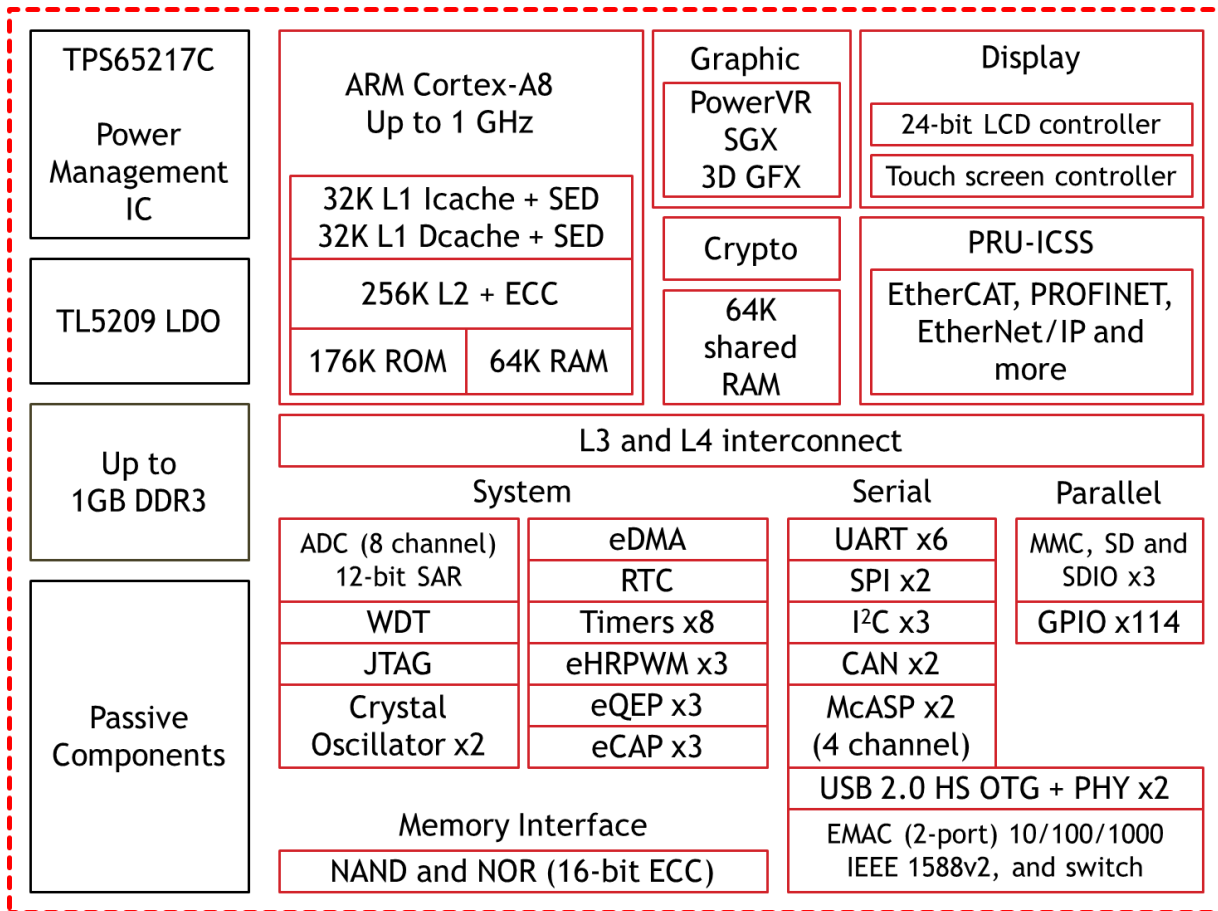 TPS65217C
Power
Management
IC
TL5209 LDO
Up to
1GB DDR3
Passive
Components
ARM Cortex-A8
Up to 1 GHz
32K L1 Icache + SED
32K L1 Dcache + SED
256K L2 + ECC
176K ROM
64K RAM
Graphic
PowerVR
SGX
3D GFX
Crypto
64K
shared
RAM
Display
24-bit LCD controller
Touch screen controller
PRU-ICSS
EtherCAT, PROFINET,
EtherNet/IP and
more
L3 and L4 interconnect
System
ADC (8 channel)
12-bit SAR
WDT
JTAG
Crystal
Oscillator x2
eDMA
RTC
Timers x8
eHRPWM x3
eQEP x3
eCAP x3
Serial
UART x6
SPI x2
I²C x3
CAN x2
McASP x2
(4 channel)
USB 2.0 HS OTG + PHY x2
EMAC (2-port) 10/100/1000
IEEE 1588v2, and switch
Parallel
MMC, SD and
SDIO x3
GPIO x114
Memory Interface
NAND and NOR (16-bit ECC)